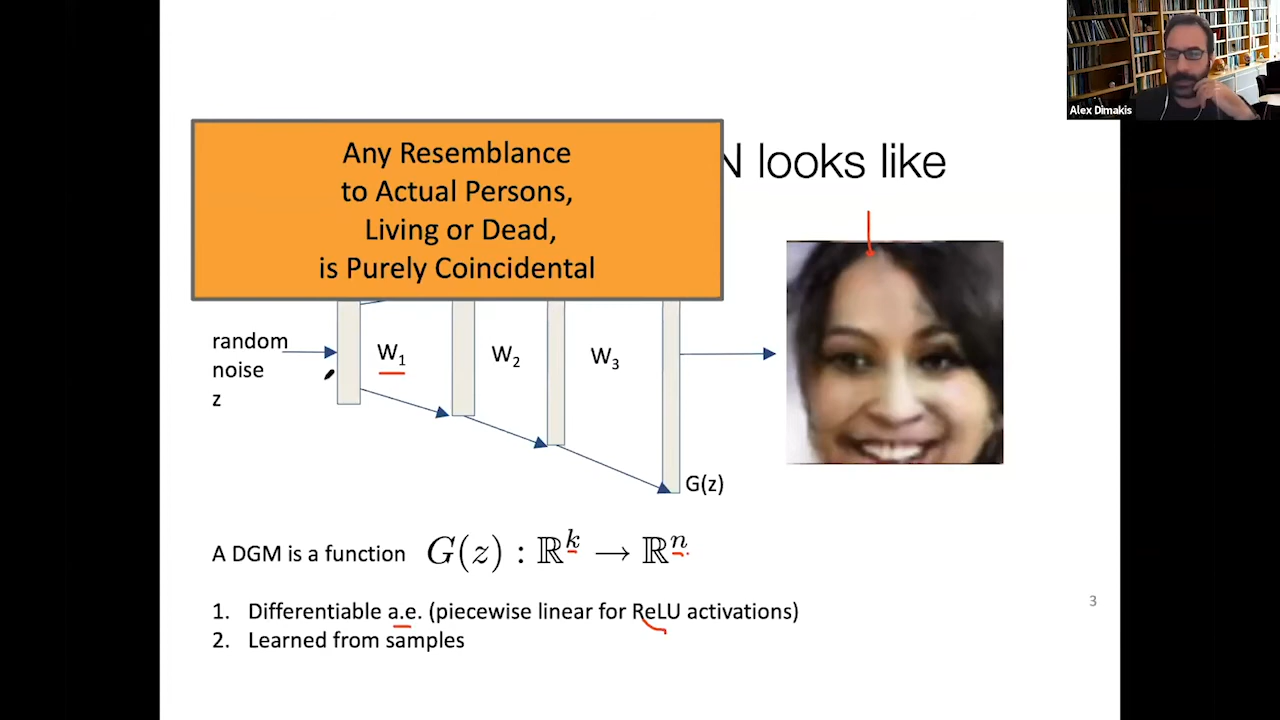 Alex Dimakis
Any Resemblance
to Actual Persons,
Living or Dead,
is Purely Coincidental
N looks like
random
noise
z
W1
W2
W3
G(z)
A DGM is a function G(z) : ℝ^k → ℝ^n
1. Differentiable a.e. (piecewise linear for ReLU activations)
2. Learned from samples
3